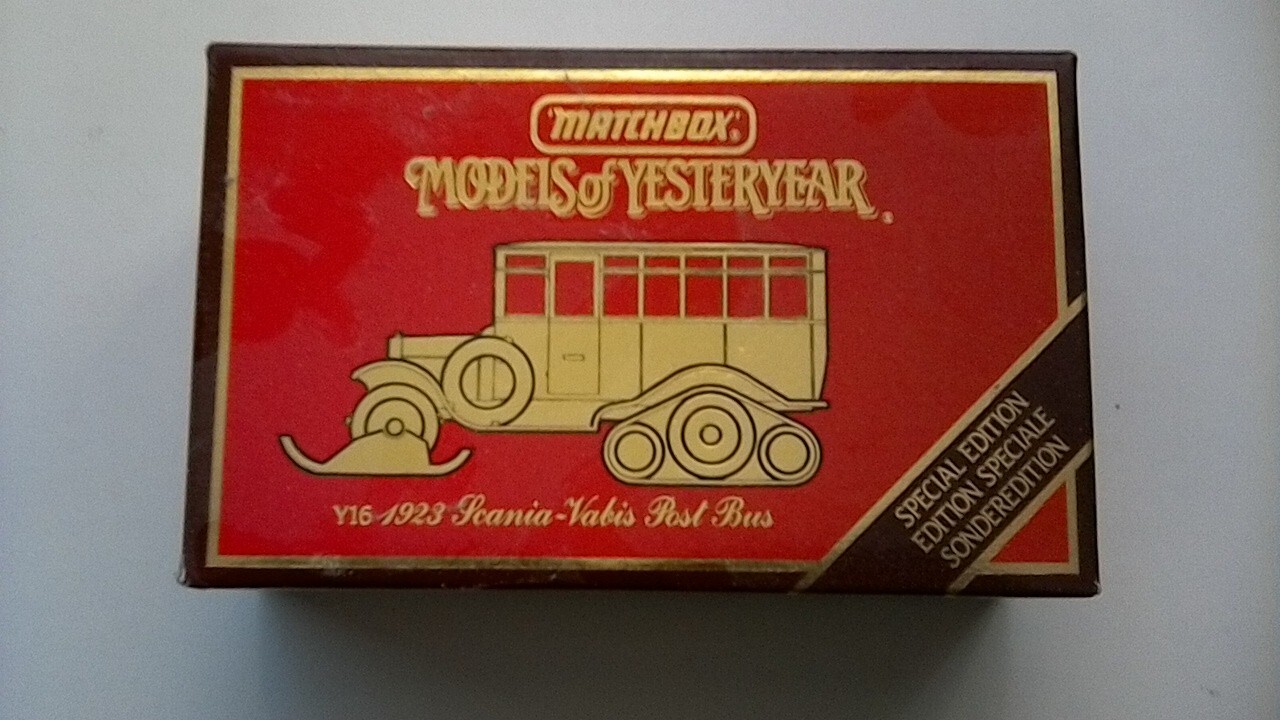 'MATCHBOX'®
MODELS of YESTERYEAR®
Y16 1923 Scania-Vabis Post Bus
SPECIAL EDITION
EDITION SPECIALE
SONDEREDITION